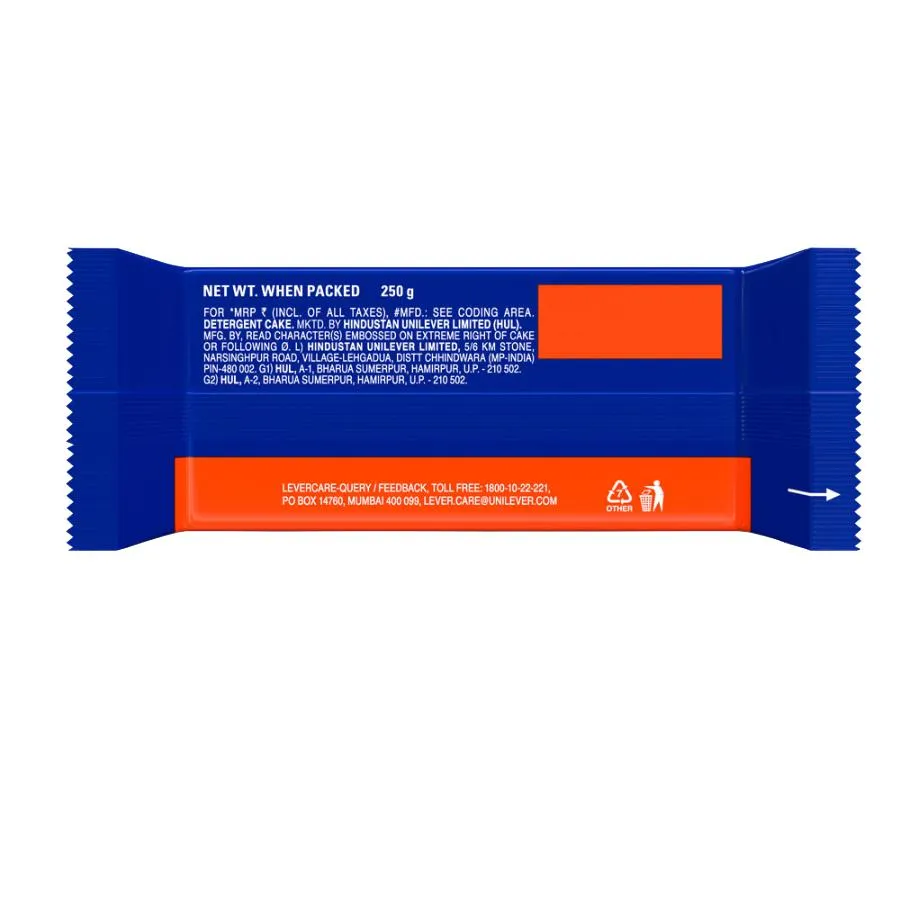 NET WT. WHEN PACKED 250 g
FOR *MRP ₹ (INCL. OF ALL TAXES), #MFD.: SEE CODING AREA.
DETERGENT CAKE. MKTD. BY HINDUSTAN UNILEVER LIMITED (HUL).
MFG. BY, READ CHARACTER(S) EMBOSSED ON EXTREME RIGHT OF CAKE
OR FOLLOWING Ø. L) HINDUSTAN UNILEVER LIMITED, 5/6 KM STONE,
NARSINGHPUR ROAD, VILLAGE-LEHGADUA, DISTT CHHINDWARA (MP-INDIA)
PIN-480 002. G1) HUL, A-1, BHARUA SUMERPUR, HAMIRPUR, U.P. - 210 502.
G2) HUL, A-2, BHARUA SUMERPUR, HAMIRPUR, U.P. - 210 502.
LEVERCARE-QUERY / FEEDBACK, TOLL FREE: 1800-10-22-221,
PO BOX 14760, MUMBAI 400 099, LEVER.CARE@UNILEVER.COM
7
OTHER